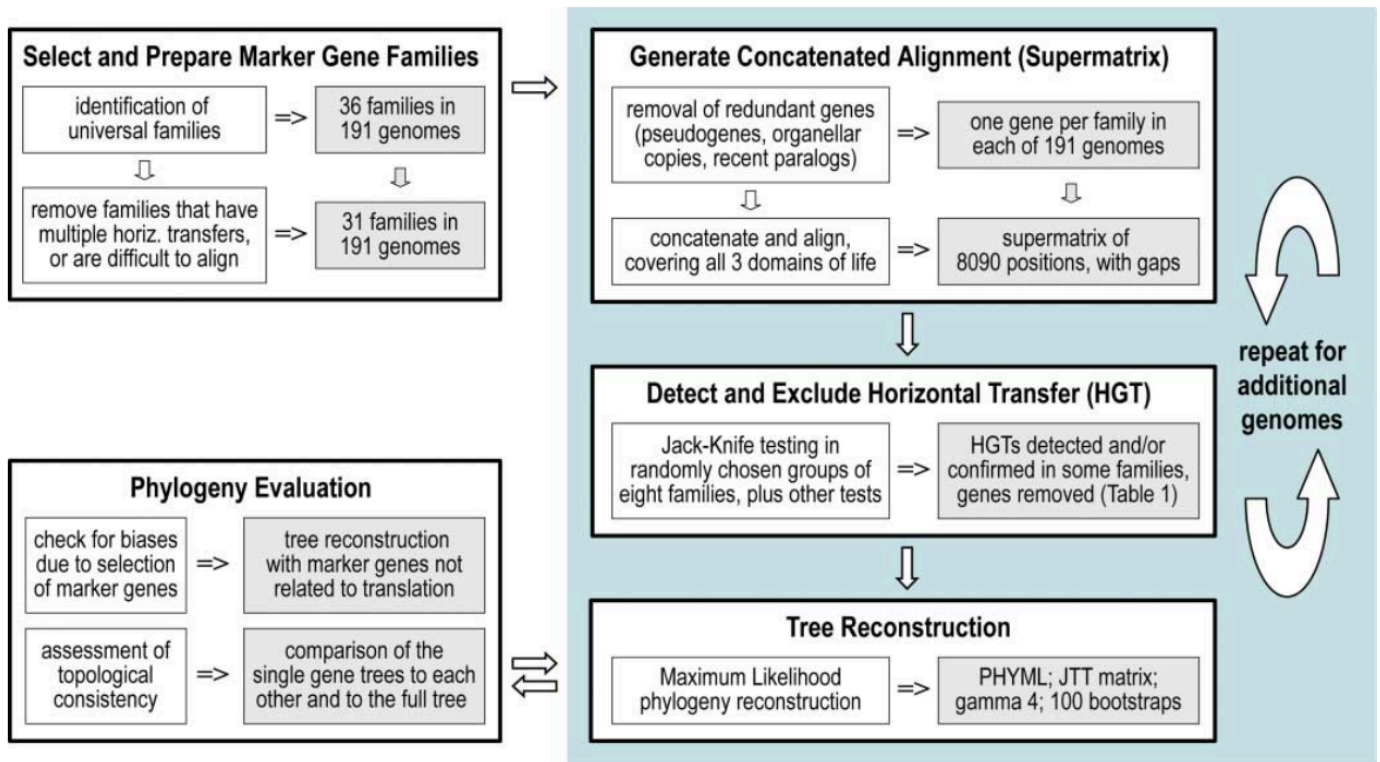 Select and Prepare Marker Gene Families
identification of
universal families
=>
36 families in
191 genomes
remove families that have
multiple horiz. transfers,
or are difficult to align
=>
31 families in
191 genomes
Generate Concatenated Alignment (Supermatrix)
removal of redundant genes
(pseudogenes, organellar
copies, recent paralogs)
=>
one gene per family in
each of 191 genomes
concatenate and align,
covering all 3 domains of life
=>
supermatrix of
8090 positions, with gaps
repeat for
additional
genomes
Detect and Exclude Horizontal Transfer (HGT)
Jack-Knife testing in
randomly chosen groups of
eight families, plus other tests
=>
HGTs detected and/or
confirmed in some families,
genes removed (Table 1)
Tree Reconstruction
Maximum Likelihood
phylogeny reconstruction
=>
PHYML; JTT matrix;
gamma 4; 100 bootstraps
Phylogeny Evaluation
check for biases
due to selection
of marker genes
=>
tree reconstruction
with marker genes not
related to translation
assessment of
topological
consistency
=>
comparison of the
single gene trees to each
other and to the full tree